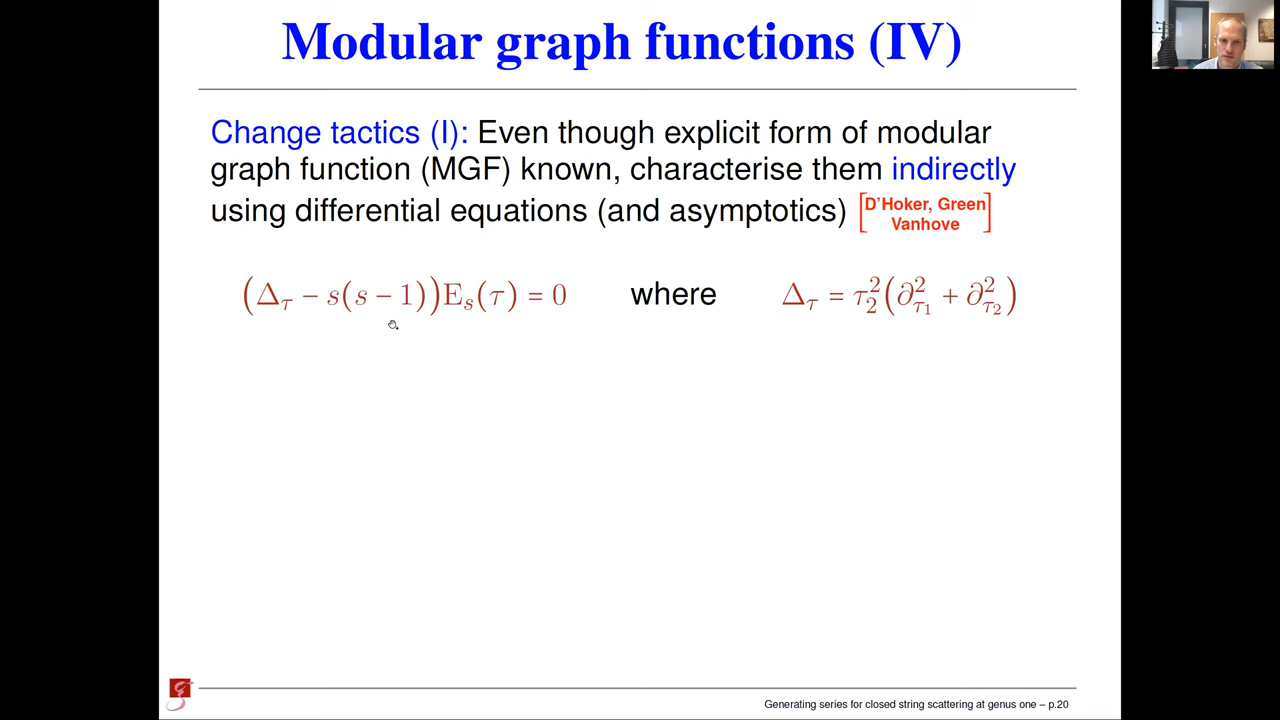 Modular graph functions (IV)
Change tactics (I): Even though explicit form of modular
graph function (MGF) known, characterise them indirectly
using differential equations (and asymptotics) [D'Hoker, Green
Vanhove]
(Δ_τ − s(s − 1))E_s(τ) = 0 where Δ_τ = τ_2^2(∂_{τ_1}^2 + ∂_{τ_2}^2)
Generating series for closed string scattering at genus one – p.20